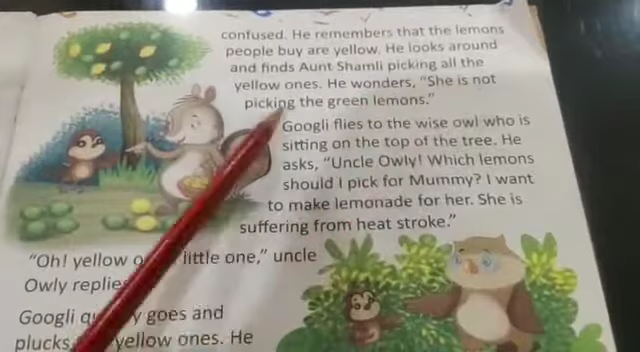 confused. He remembers that the lemons
people buy are yellow. He looks around
and finds Aunt Shamli picking all the
yellow ones. He wonders, "She is not
picking the green lemons."
Googli flies to the wise owl who is
sitting on the top of the tree. He
asks, "Uncle Owly! Which lemons
should I pick for Mummy? I want
to make lemonade for her. She is
suffering from heat stroke."
"Oh! yellow little one," uncle
Owly replies
Googli goes and
plucks yellow ones. He